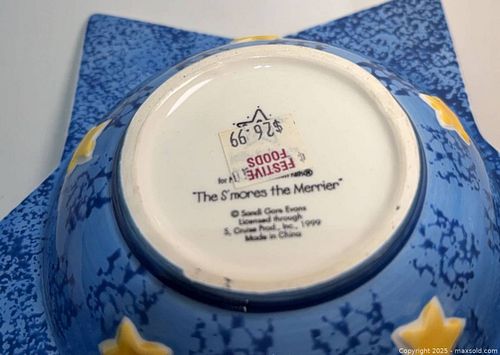 $26.99
FESTIVE
FOODS
for
"The S'mores the Merrier"
© Sandi Gore Evans
Licensed through
S. Cruise Prod., Inc., 1999
Made in China
Copyright 2025 - maxsold.com